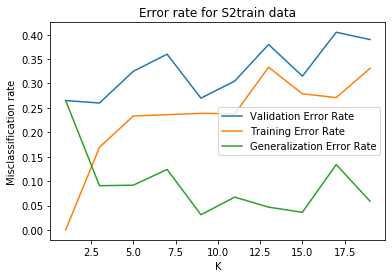 Error rate for S2train data
Misclassification rate
0.40
0.35
0.30
0.25
0.20
0.15
0.10
0.05
0.00
Validation Error Rate
Training Error Rate
Generalization Error Rate
2.5 5.0 7.5 10.0 12.5 15.0 17.5
K